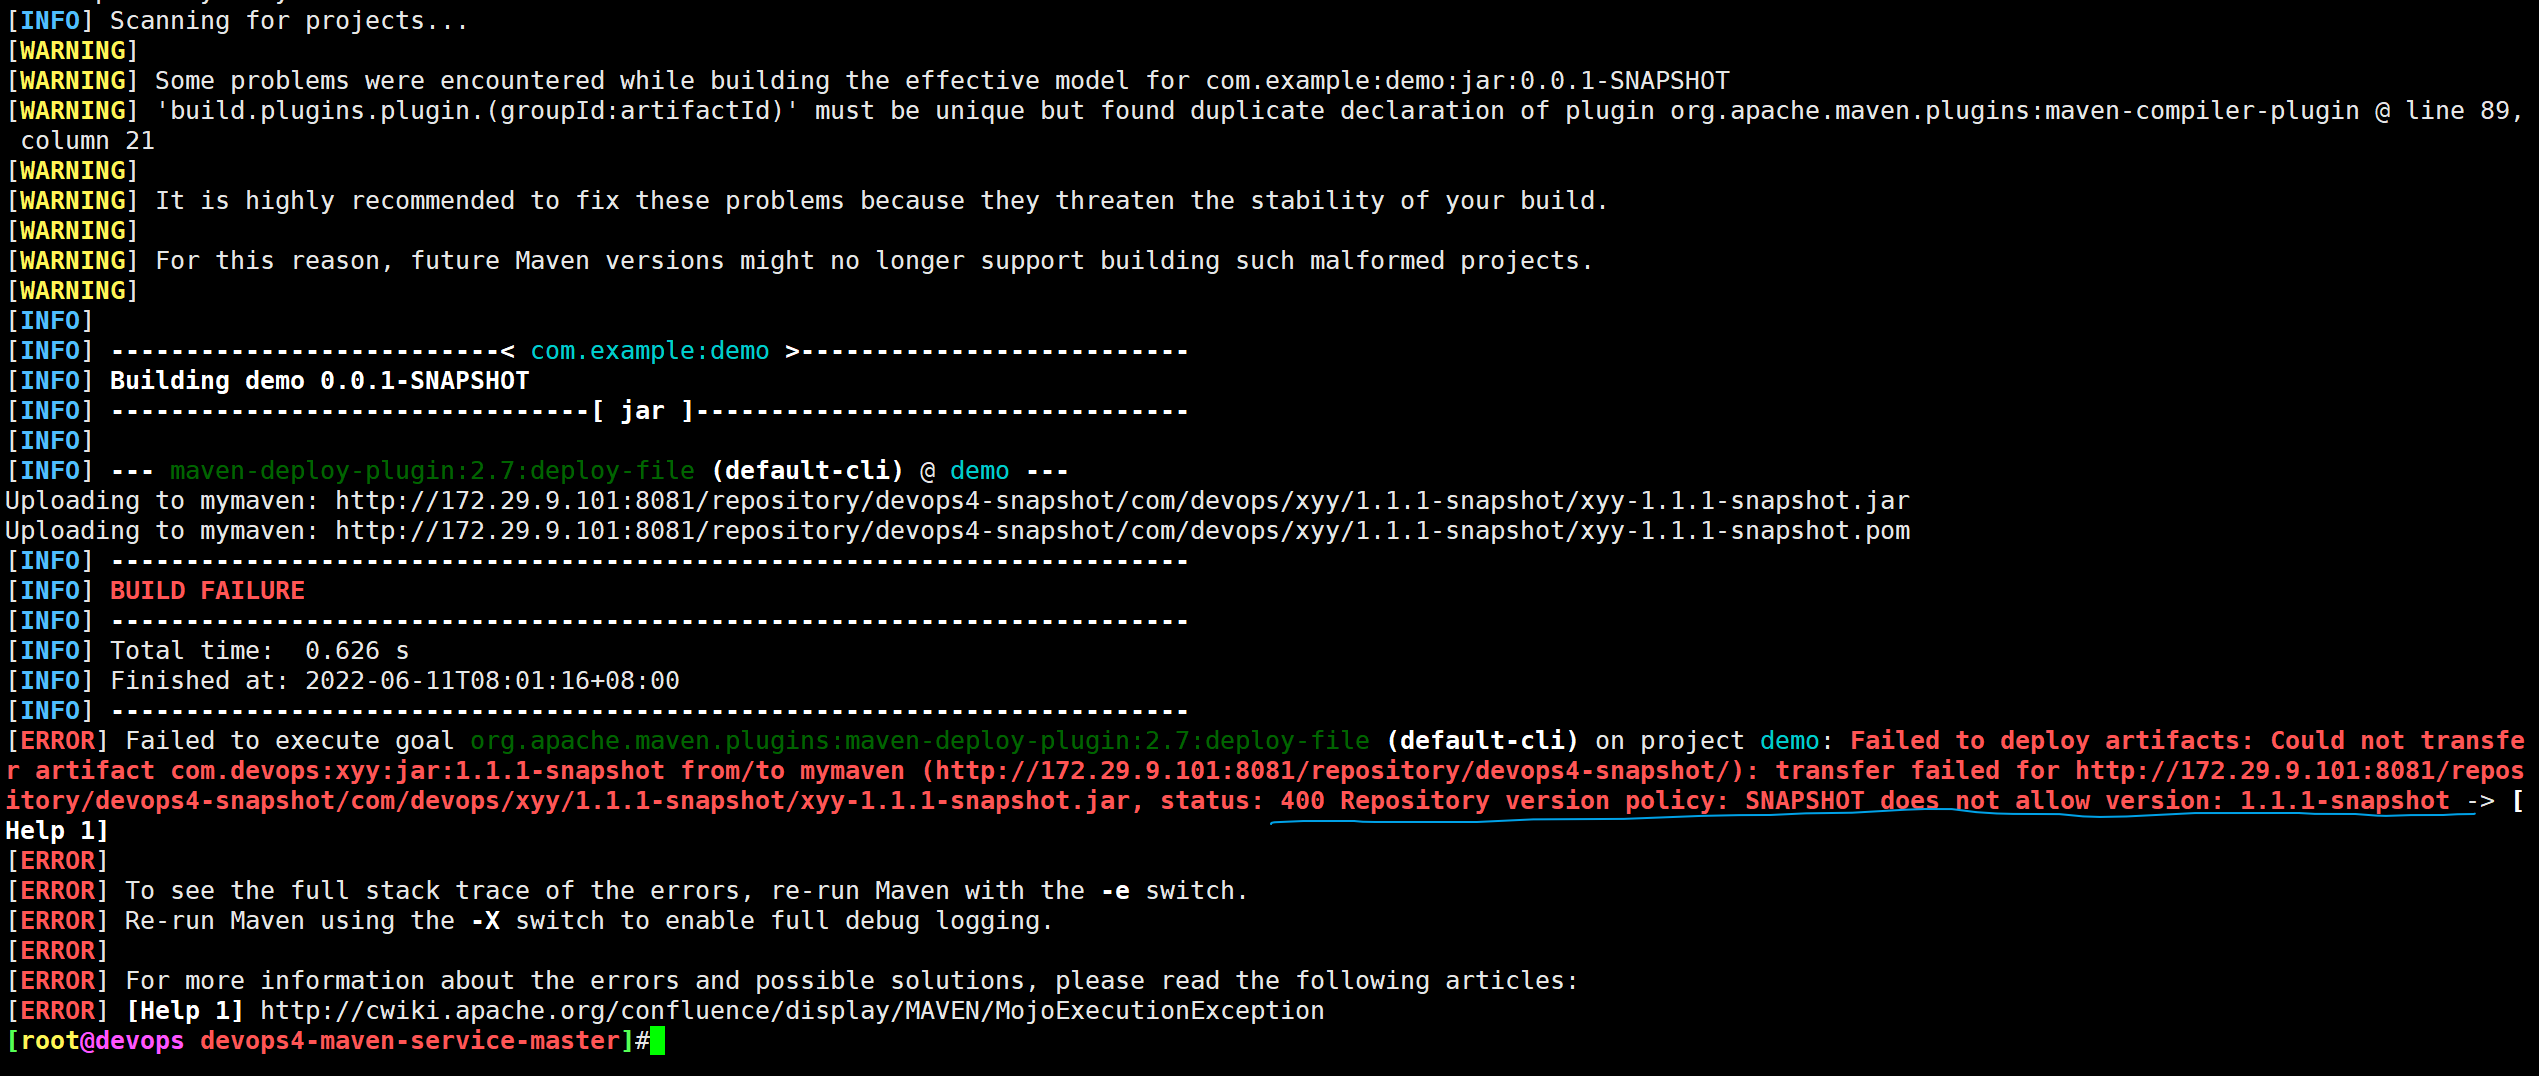 [INFO] Scanning for projects...
[WARNING]
[WARNING] Some problems were encountered while building the effective model for com.example:demo:jar:0.0.1-SNAPSHOT
[WARNING] 'build.plugins.plugin.(groupId:artifactId)' must be unique but found duplicate declaration of plugin org.apache.maven.plugins:maven-compiler-plugin @ line 89,
 column 21
[WARNING]
[WARNING] It is highly recommended to fix these problems because they threaten the stability of your build.
[WARNING]
[WARNING] For this reason, future Maven versions might no longer support building such malformed projects.
[WARNING]
[INFO]
[INFO] --------------------------< com.example:demo >--------------------------
[INFO] Building demo 0.0.1-SNAPSHOT
[INFO] --------------------------------[ jar ]---------------------------------
[INFO]
[INFO] --- maven-deploy-plugin:2.7:deploy-file (default-cli) @ demo ---
Uploading to mymaven: http://172.29.9.101:8081/repository/devops4-snapshot/com/devops/xyy/1.1.1-snapshot/xyy-1.1.1-snapshot.jar
Uploading to mymaven: http://172.29.9.101:8081/repository/devops4-snapshot/com/devops/xyy/1.1.1-snapshot/xyy-1.1.1-snapshot.pom
[INFO] ------------------------------------------------------------------------
[INFO] BUILD FAILURE
[INFO] ------------------------------------------------------------------------
[INFO] Total time:  0.626 s
[INFO] Finished at: 2022-06-11T08:01:16+08:00
[INFO] ------------------------------------------------------------------------
[ERROR] Failed to execute goal org.apache.maven.plugins:maven-deploy-plugin:2.7:deploy-file (default-cli) on project demo: Failed to deploy artifacts: Could not transfe
r artifact com.devops:xyy:jar:1.1.1-snapshot from/to mymaven (http://172.29.9.101:8081/repository/devops4-snapshot/): transfer failed for http://172.29.9.101:8081/repos
itory/devops4-snapshot/com/devops/xyy/1.1.1-snapshot/xyy-1.1.1-snapshot.jar, status: 400 Repository version policy: SNAPSHOT does not allow version: 1.1.1-snapshot -> [
Help 1]
[ERROR]
[ERROR] To see the full stack trace of the errors, re-run Maven with the -e switch.
[ERROR] Re-run Maven using the -X switch to enable full debug logging.
[ERROR]
[ERROR] For more information about the errors and possible solutions, please read the following articles:
[ERROR] [Help 1] http://cwiki.apache.org/confluence/display/MAVEN/MojoExecutionException
[root@devops devops4-maven-service-master]#